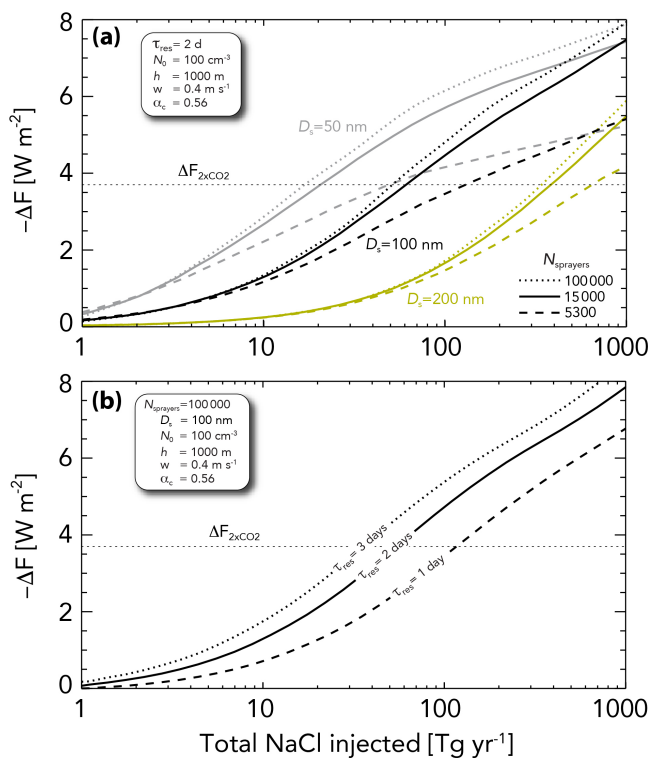 (a)
τres = 2 d
N0 = 100 cm-3
h = 1000 m
w = 0.4 m s-1
αc = 0.56
8
6
4
2
0
−ΔF [W m-2]
Ds=50 nm
ΔF2xCO2
Ds=100 nm
Ds=200 nm
Nsprayers
100000
15000
5300
1 10 100 1000
(b)
Nsprayers=100000
Ds = 100 nm
N0 = 100 cm-3
h = 1000 m
w = 0.4 m s-1
αc = 0.56
8
6
4
2
0
−ΔF [W m-2]
ΔF2xCO2
τres= 3 days
τres= 2 days
τres= 1 day
1 10 100 1000
Total NaCl injected [Tg yr-1]